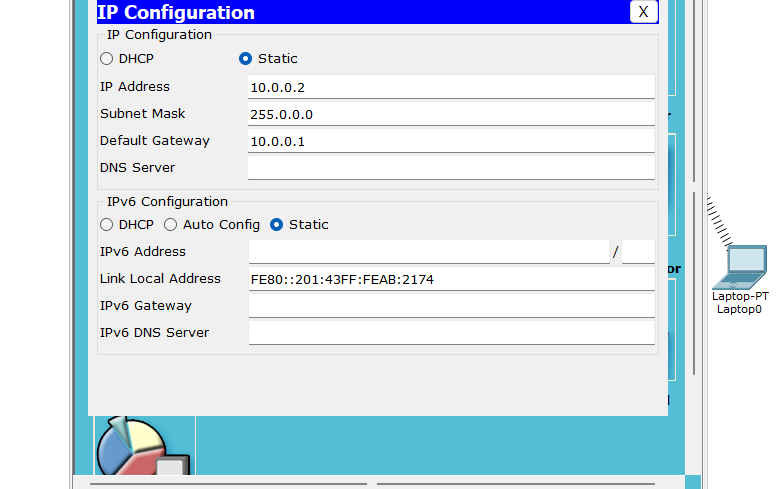 IP Configuration X
IP Configuration
DHCP Static
IP Address 10.0.0.2
Subnet Mask 255.0.0.0
Default Gateway 10.0.0.1
DNS Server
IPv6 Configuration
DHCP Auto Config Static
IPv6 Address /
Link Local Address FE80::201:43FF:FEAB:2174
IPv6 Gateway
IPv6 DNS Server
or
Laptop-PT
Laptop0